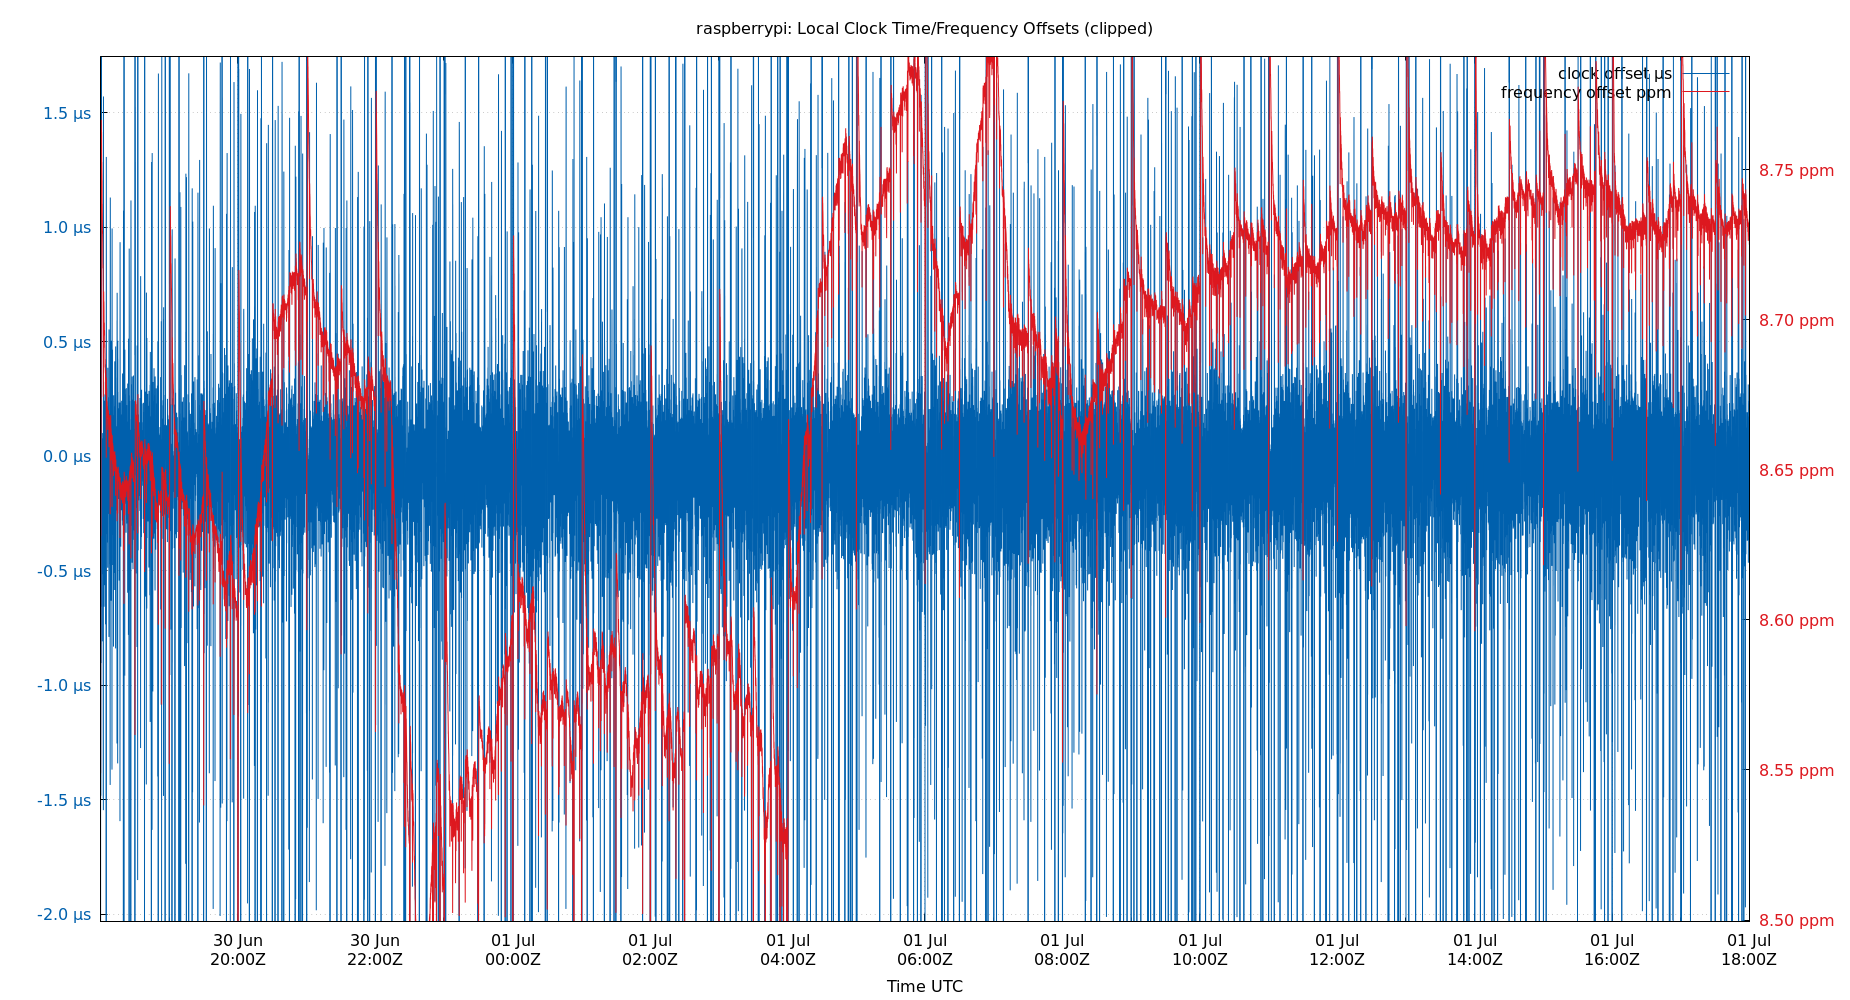 raspberrypi: Local Clock Time/Frequency Offsets (clipped)
clock offset µs
frequency offset ppm
1.5 µs
1.0 µs
0.5 µs
0.0 µs
-0.5 µs
-1.0 µs
-1.5 µs
-2.0 µs
8.75 ppm
8.70 ppm
8.65 ppm
8.60 ppm
8.55 ppm
8.50 ppm
30 Jun 30 Jun 01 Jul 01 Jul 01 Jul 01 Jul 01 Jul 01 Jul 01 Jul 01 Jul 01 Jul 01 Jul
20:00Z 22:00Z 00:00Z 02:00Z 04:00Z 06:00Z 08:00Z 10:00Z 12:00Z 14:00Z 16:00Z 18:00Z
Time UTC